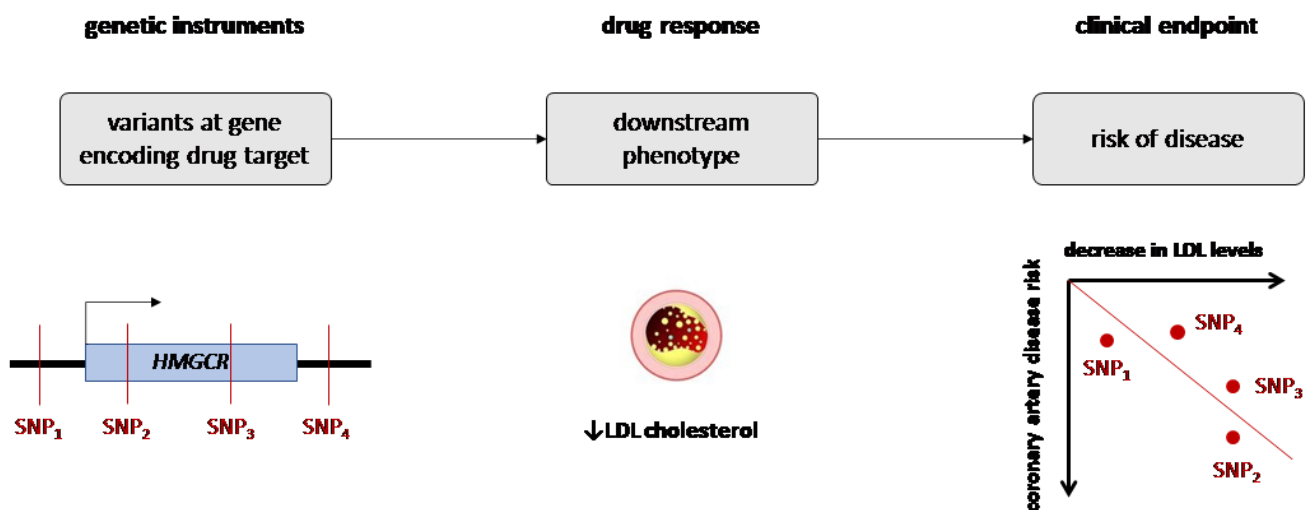 genetic instruments
drug response
clinical endpoint
variants at gene
encoding drug target
downstream
phenotype
risk of disease
HMGCR
SNP1
SNP2
SNP3
SNP4
↓LDL cholesterol
decrease in LDL levels
coronary artery disease risk
SNP4
SNP1
SNP3
SNP2